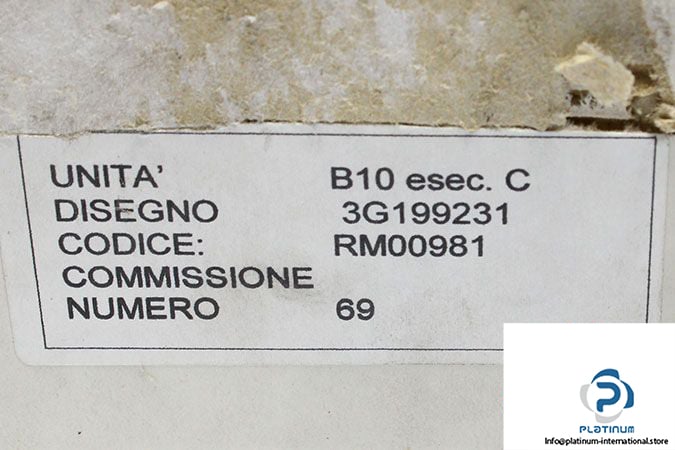 UNITA' B10 esec. C
DISEGNO 3G199231
CODICE: RM00981
COMMISSIONE
NUMERO 69
PLATINUM
Info@platinum-international.store